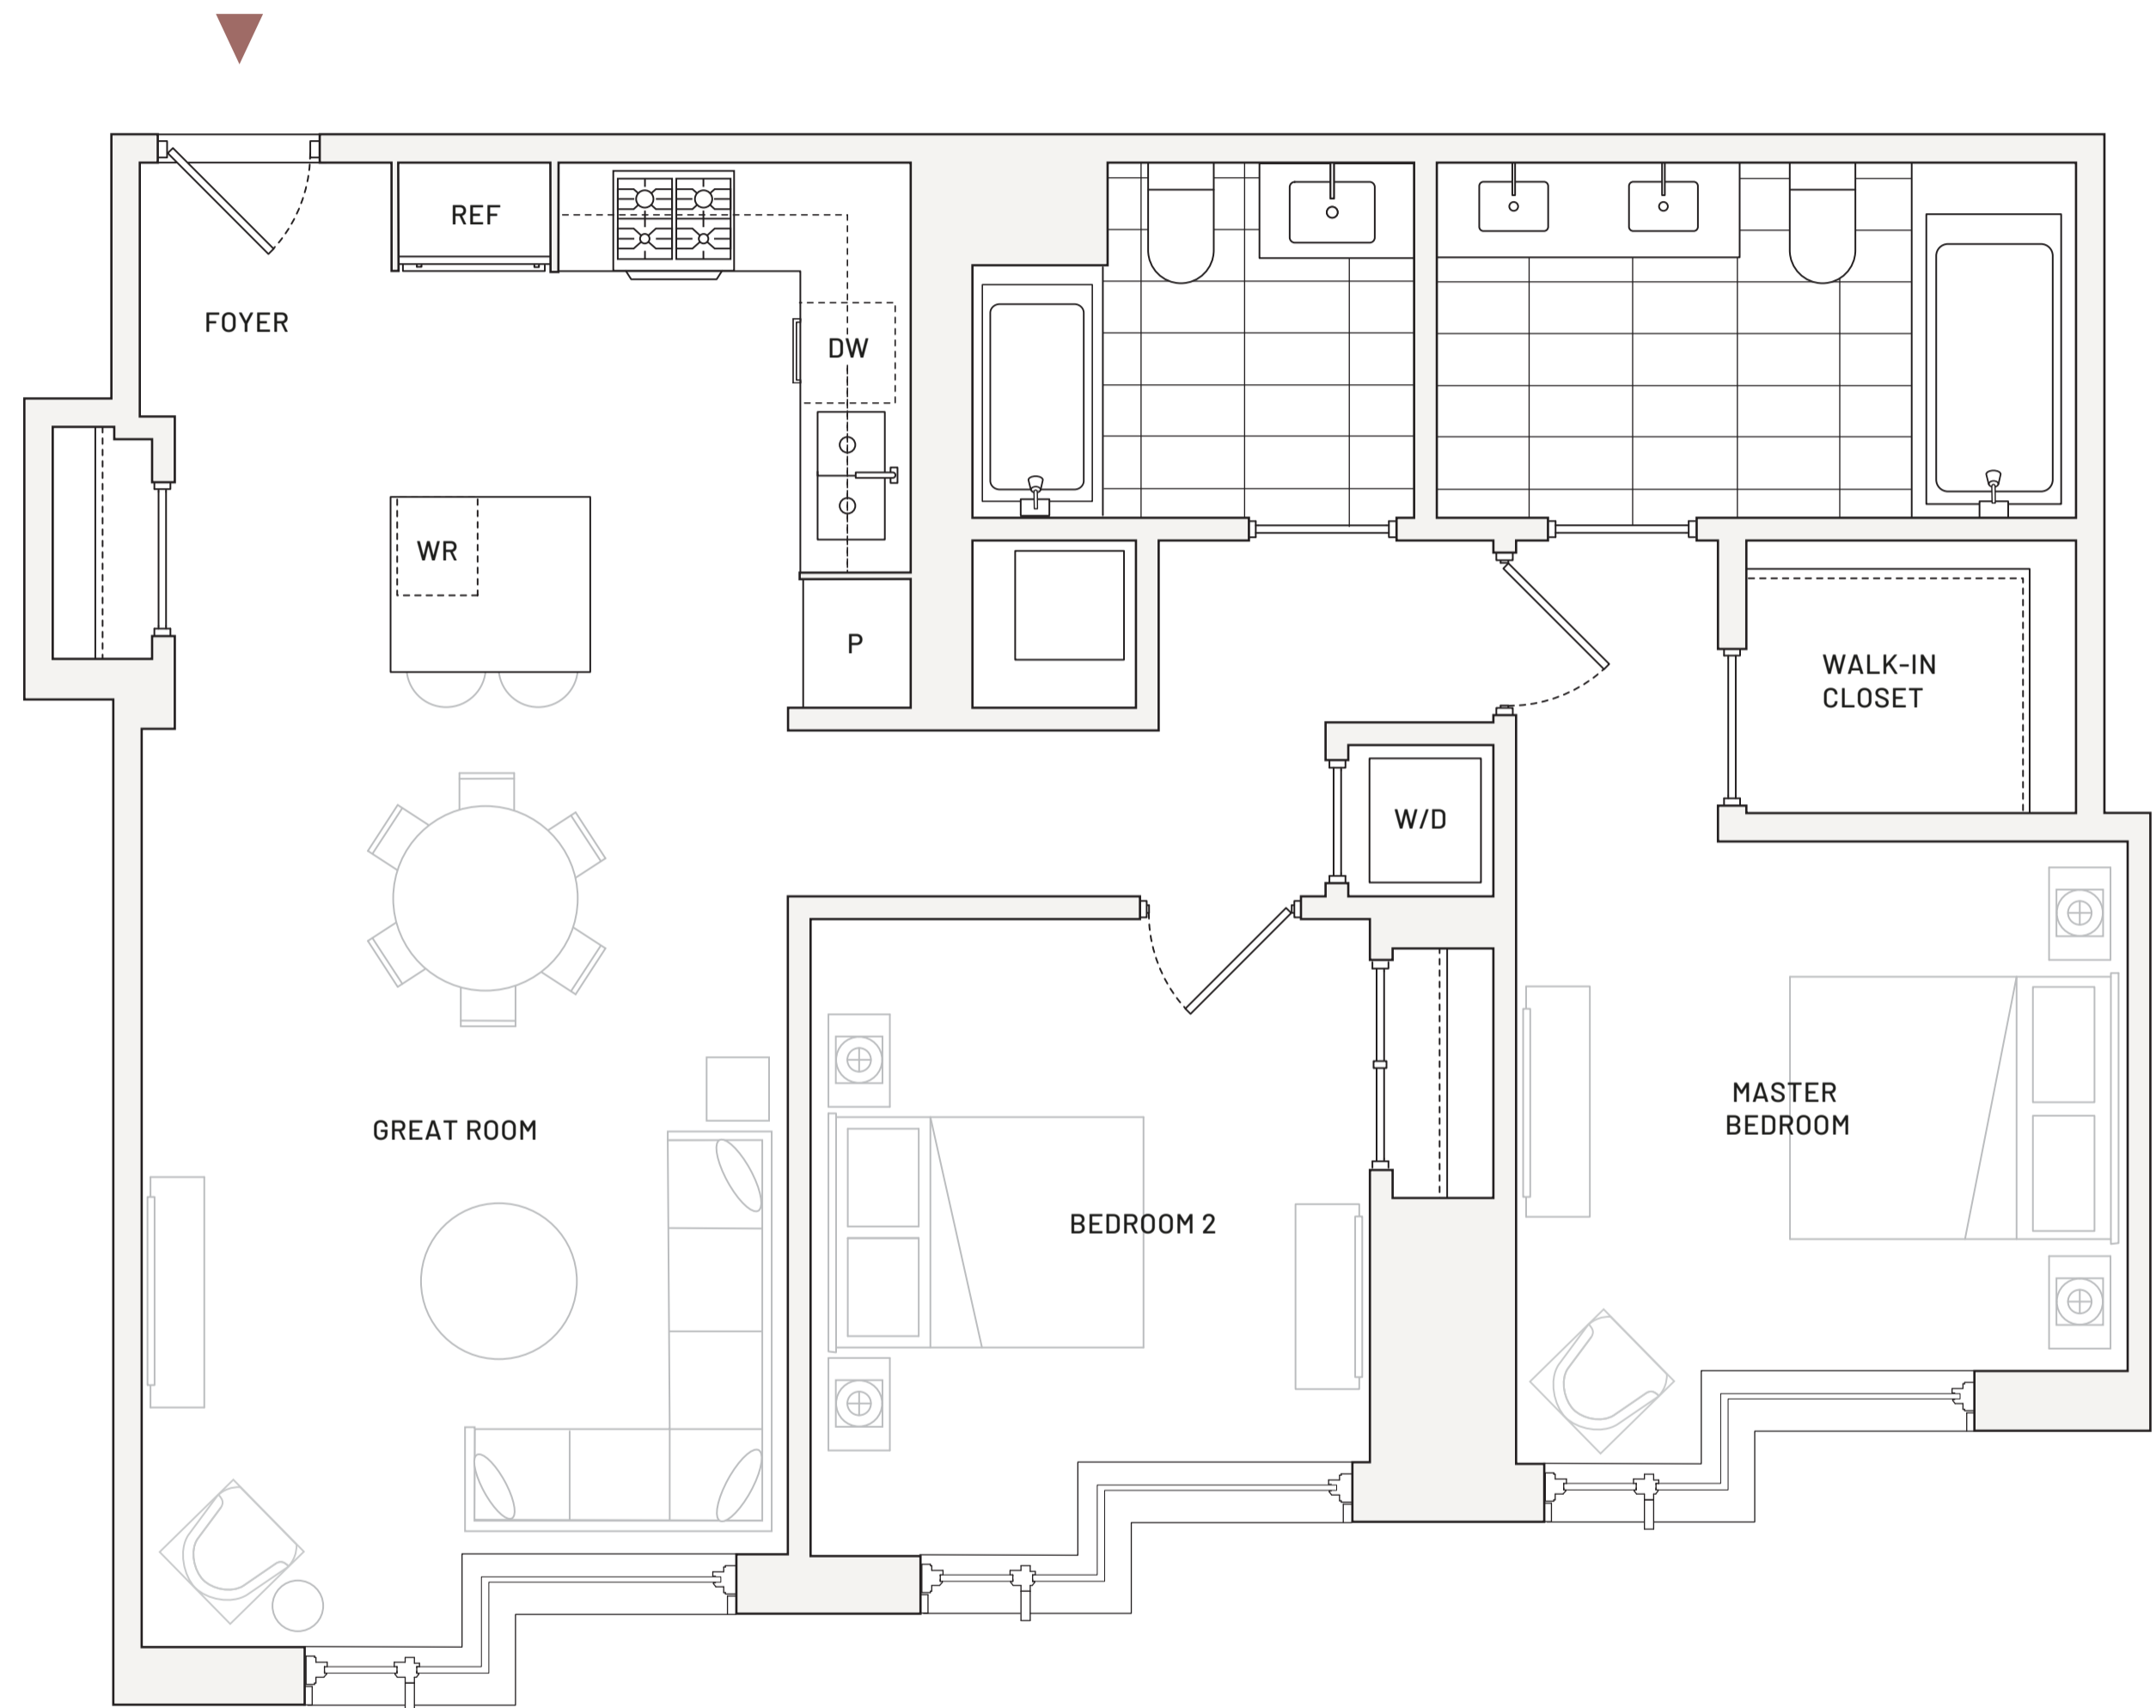 REF
FOYER
DW
WR
P
WALK-IN
CLOSET
W/D
MASTER
BEDROOM
GREAT ROOM
BEDROOM 2